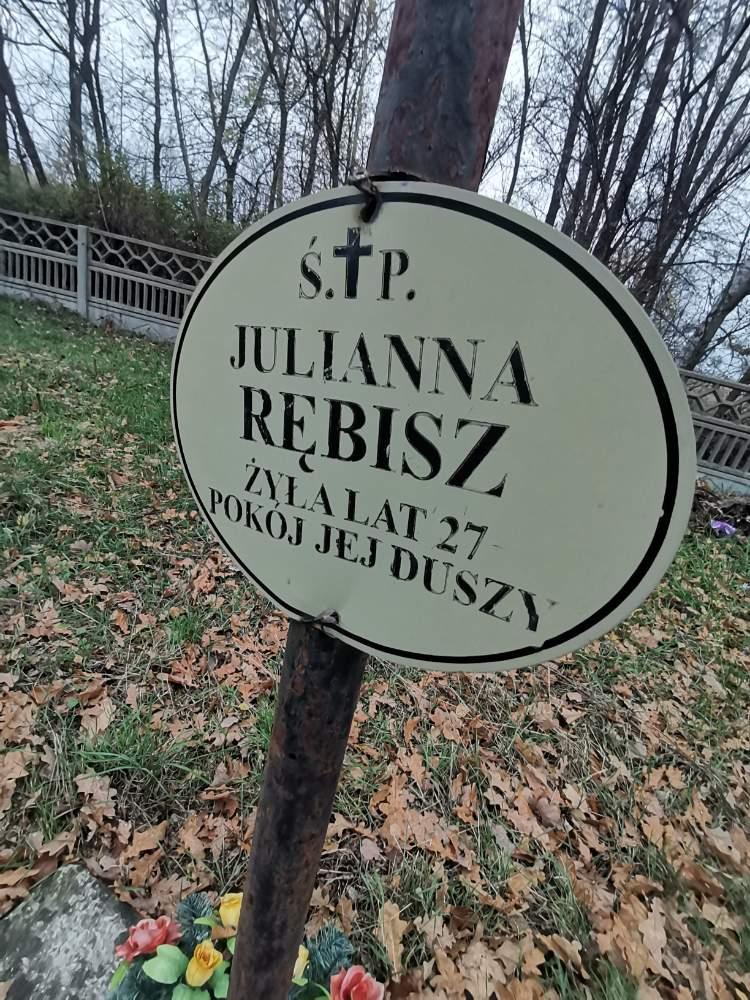 Ś.✝P.
JULIANNA
RĘBISZ
ŻYŁA LAT 27
POKÓJ JEJ DUSZY